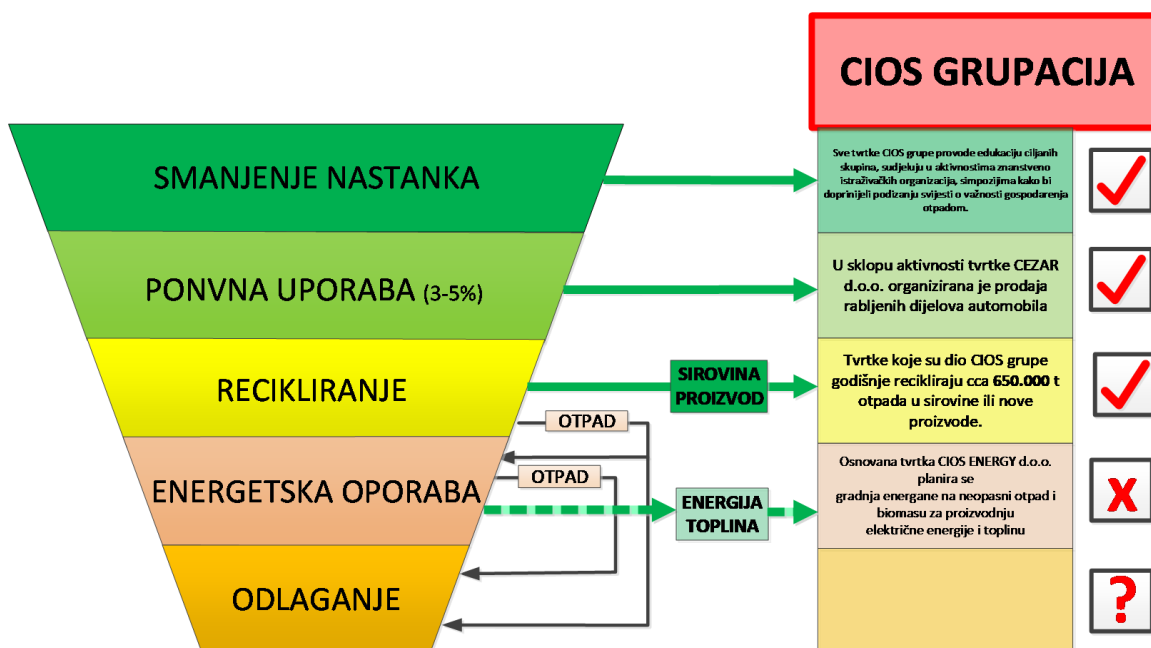 CIOS GRUPACIJA
SMANJENJE NASTANKA
Sve tvrtke CIOS grupe provode edukaciju ciljanih
skupina, sudjeluju u aktivnostima znanstveno
istraživačkih organizacija, simpozijima kako bi
doprinijeli podizanju svijesti o važnosti gospodarenja
otpadom.
PONVNA UPORABA (3-5%)
U sklopu aktivnosti tvrtke CEZAR
d.o.o. organizirana je prodaja
rabljenih dijelova automobila
RECIKLIRANJE
SIROVINA
PROIZVOD
Tvrtke koje su dio CIOS grupe
godišnje recikliraju cca 650.000 t
otpada u sirovine ili nove
proizvode.
OTPAD
ENERGETSKA OPORABA
OTPAD
ENERGIJA
TOPLINA
Osnovana tvrtka CIOS ENERGY d.o.o.
planira se
gradnja energane na neopasni otpad i
biomasu za proizvodnju
električne energije i toplinu
X
ODLAGANJE
?